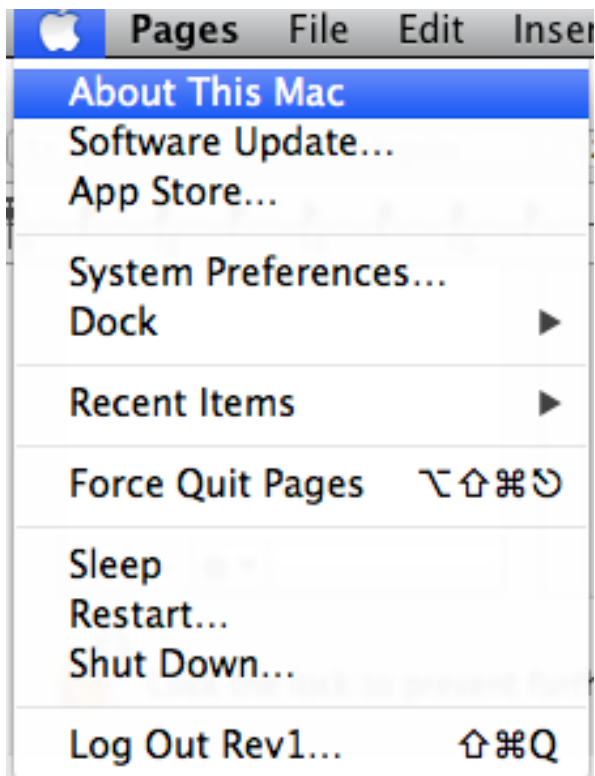 Pages File Edit Inser
About This Mac
Software Update...
App Store...
System Preferences...
Dock ▶
Recent Items ▶
Force Quit Pages ⌥⇧⌘⎋
Sleep
Restart...
Shut Down...
Log Out Rev1... ⇧⌘Q